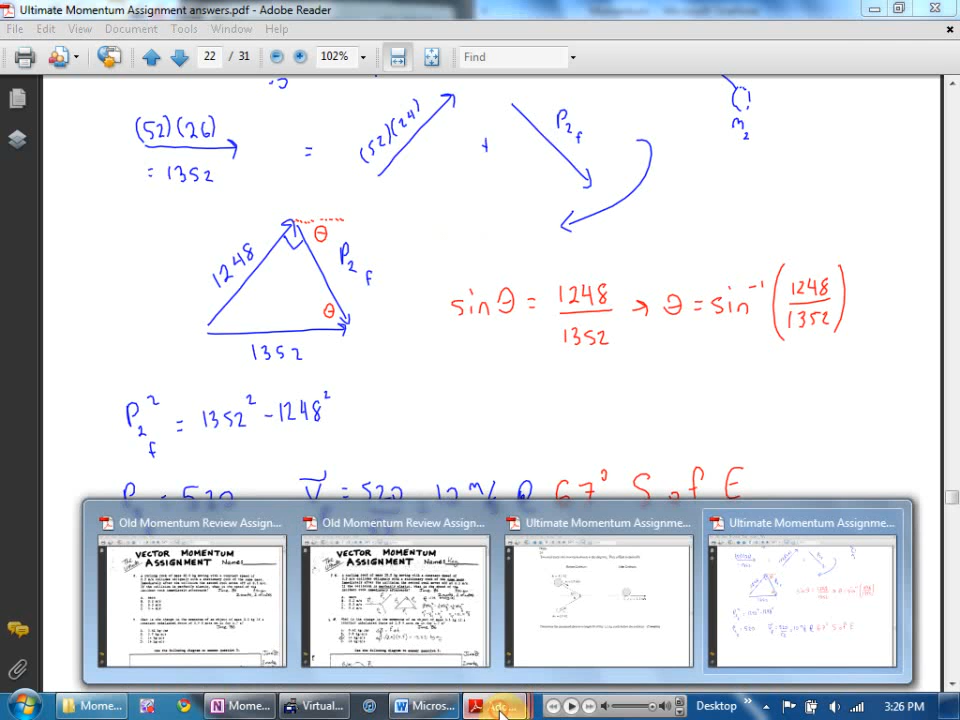 Ultimate Momentum Assignment answers.pdf - Adobe Reader
File Edit View Document Tools Window Help
22 / 31 102% Find
m2
(52)(26) = (52)(24) + P2f
= 1352
θ
1248 P2f
θ
1352
sin θ = 1248/1352 → θ = sin⁻¹(1248/1352)
P2f² = 1352² - 1248²
= 520 V = 520 m/s @ 67° S of E
Old Momentum Review Assign...
Old Momentum Review Assign...
Ultimate Momentum Assignme...
Ultimate Momentum Assignme...
VECTOR MOMENTUM
ASSIGNMENT
VECTOR MOMENTUM
ASSIGNMENT
Mome...
Mome...
Virtual...
Micros...
Desktop
3:26 PM